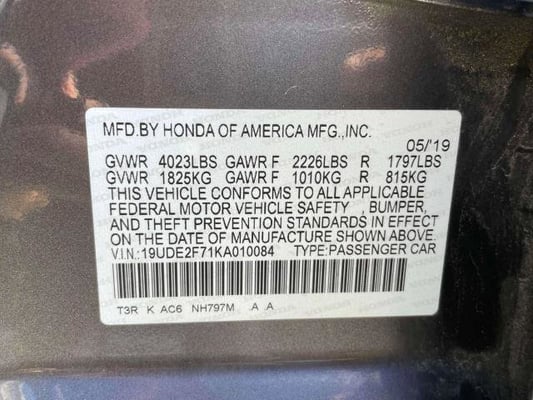 MFD.BY HONDA OF AMERICA MFG.,INC.
05/'19
GVWR 4023LBS GAWR F 2226LBS R 1797LBS
GVWR 1825KG GAWR F 1010KG R 815KG
THIS VEHICLE CONFORMS TO ALL APPLICABLE
FEDERAL MOTOR VEHICLE SAFETY , BUMPER,
AND THEFT PREVENTION STANDARDS IN EFFECT
ON THE DATE OF MANUFACTURE SHOWN ABOVE.
V.I.N.:19UDE2F71KA010084 TYPE:PASSENGER CAR
T3R K AC6 NH797M A A